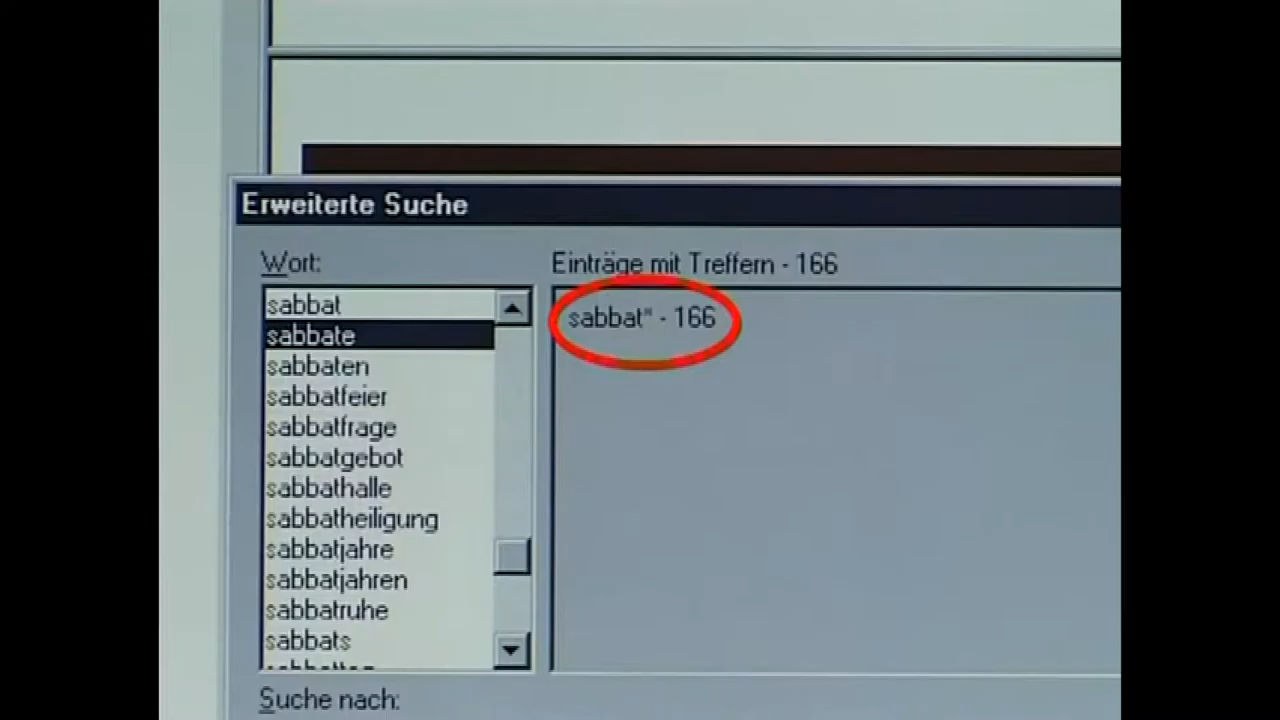 Erweiterte Suche
Wort:
Einträge mit Treffern - 166
sabbat
sabbate
sabbaten
sabbatfeier
sabbatfrage
sabbatgebot
sabbathalle
sabbatheiligung
sabbatjahre
sabbatjahren
sabbatruhe
sabbats
sabbat* - 166
Suche nach: